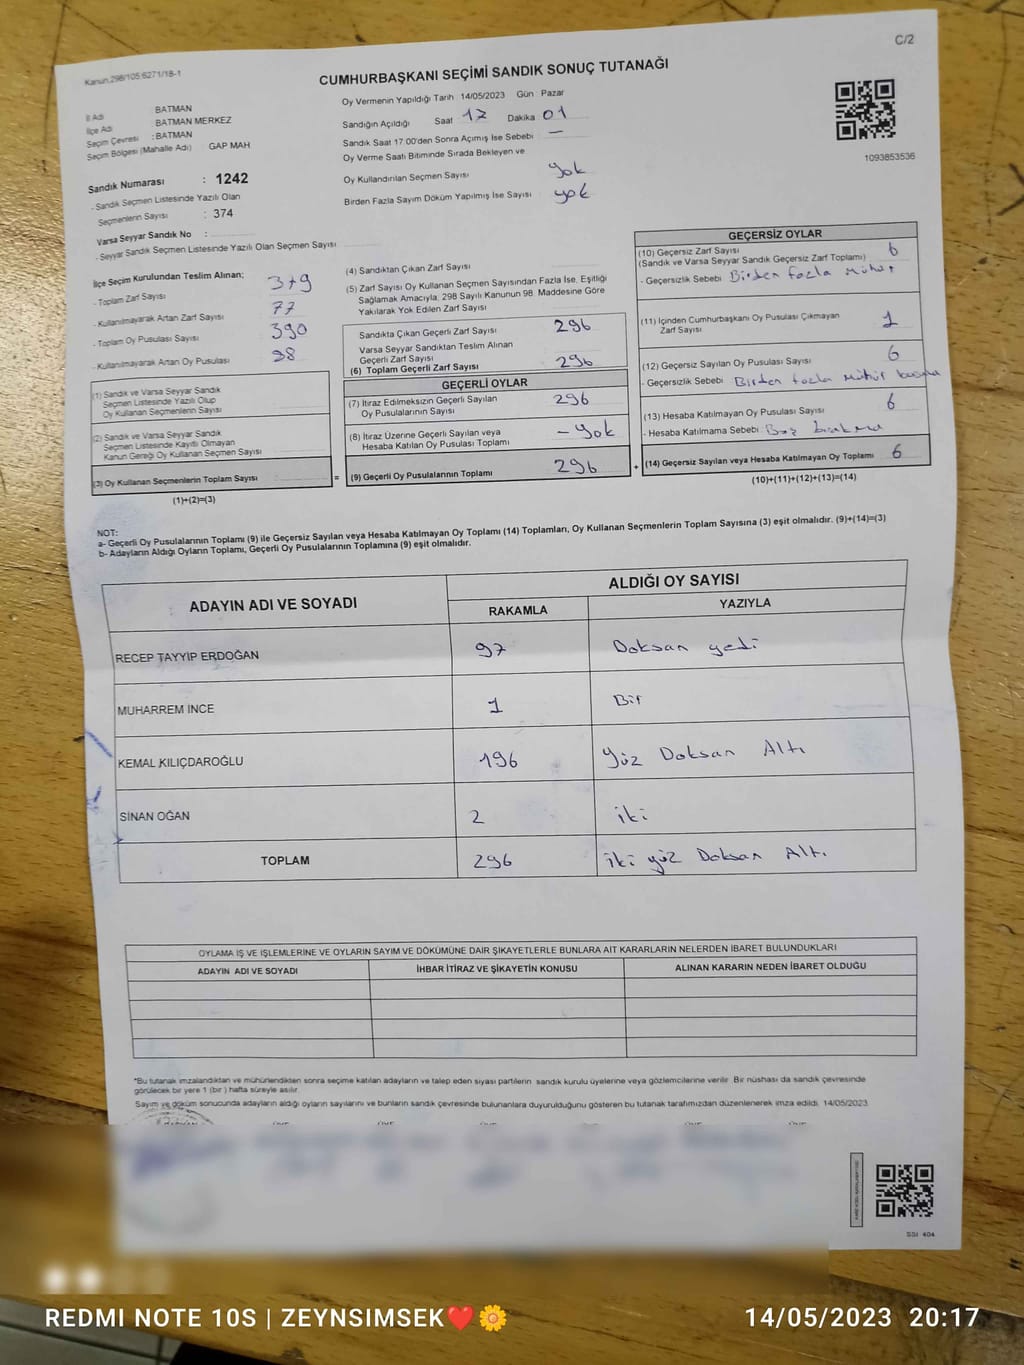 C/2
Kanun.298/105;6271/18-1
CUMHURBAŞKANI SEÇİMİ SANDIK SONUÇ TUTANAĞI
İl Adı BATMAN
İlçe Adı BATMAN MERKEZ
Seçim Çevresi : BATMAN
Seçim Bölgesi (Mahalle Adı) GAP MAH
Sandık Numarası : 1242
- Sandık Seçmen Listesinde Yazılı Olan
Seçmenlerin Sayısı : 374
Varsa Seyyar Sandık No :
- Seyyar Sandık Seçmen Listesinde Yazılı Olan Seçmen Sayısı
Oy Vermenin Yapıldığı Tarih : 14/05/2023 Gün Pazar
Sandığın Açıldığı Saat 17 Dakika 01
Sandık Saat 17.00'den Sonra Açımış İse Sebebi —
Oy Verme Saati Bitiminde Sırada Bekleyen ve
Oy Kullandırılan Seçmen Sayısı yok
Birden Fazla Sayım Döküm Yapılmış İse Sayısı yok
1093853536
İlçe Seçim Kurulundan Teslim Alınan;
- Toplam Zarf Sayısı 379
- Kullanılmayarak Artan Zarf Sayısı 77
- Toplam Oy Pusulası Sayısı 390
- Kullanılmayarak Artan Oy Pusulası
(1) Sandık ve Varsa Seyyar Sandık
Seçmen Listesinde Yazılı Olup
Oy Kullanan Seçmenlerin Sayısı
(2) Sandık ve Varsa Seyyar Sandık
Seçmen Listesinde Kayıtlı Olmayan
Kanun Gereği Oy Kullanan Seçmen Sayısı
(3) Oy Kullanan Seçmenlerin Toplam Sayısı =
(1)+(2)=(3)
(4) Sandıktan Çıkan Zarf Sayısı
(5) Zarf Sayısı Oy Kullanan Seçmen Sayısından Fazla İse, Eşitliği
Sağlamak Amacıyla, 298 Sayılı Kanunun 98. Maddesine Göre
Yakılarak Yok Edilen Zarf Sayısı
Sandıkta Çıkan Geçerli Zarf Sayısı 296
Varsa Seyyar Sandıktan Teslim Alınan
Geçerli Zarf Sayısı
(6) Toplam Geçerli Zarf Sayısı 296
GEÇERLİ OYLAR
(7) İtiraz Edilmeksizin Geçerli Sayılan
Oy Pusulalarının Sayısı 296
(8) İtiraz Üzerine Geçerli Sayılan veya
Hesaba Katılan Oy Pusulası Toplamı - yok
(9) Geçerli Oy Pusulalarının Toplamı 296 +
GEÇERSİZ OYLAR
(10) Geçersiz Zarf Sayısı 6
(Sandık ve Varsa Seyyar Sandık Geçersiz Zarf Toplamı)
- Geçersizlik Sebebi Birden fazla mühür
(11) İçinden Cumhurbaşkanı Oy Pusulası Çıkmayan
Zarf Sayısı 1
(12) Geçersiz Sayılan Oy Pusulası Sayısı 6
- Geçersizlik Sebebi Birden fazla mühür
(13) Hesaba Katılmayan Oy Pusulası Sayısı 6
- Hesaba Katılmama Sebebi
(14) Geçersiz Sayılan veya Hesaba Katılmayan Oy Toplamı 6
(10)+(11)+(12)+(13)=(14)
NOT:
a- Geçerli Oy Pusulalarının Toplamı (9) ile Geçersiz Sayılan veya Hesaba Katılmayan Oy Toplamı (14) Toplamları, Oy Kullanan Seçmenlerin Toplam Sayısına (3) eşit olmalıdır. (9)+(14)=(3)
b- Adayların Aldığı Oyların Toplamı, Geçerli Oy Pusulalarının Toplamına (9) eşit olmalıdır.
ADAYIN ADI VE SOYADI ALDIĞI OY SAYISI
RAKAMLA YAZIYLA
RECEP TAYYİP ERDOĞAN 97 Doksan yedi
MUHARREM İNCE 1 Bir
KEMAL KILIÇDAROĞLU 196 Yüz Doksan Altı
SİNAN OĞAN 2 iki
TOPLAM 296 iki yüz Doksan Altı
OYLAMA İŞ VE İŞLEMLERİNE VE OYLARIN SAYIM VE DÖKÜMÜNE DAİR ŞİKAYETLERLE BUNLARA AİT KARARLARIN NELERDEN İBARET BULUNDUKLARI
ADAYIN ADI VE SOYADI İHBAR İTİRAZ VE ŞİKAYETİN KONUSU ALINAN KARARIN NEDEN İBARET OLDUĞU
*Bu tutanak imzalandıktan ve mühürlendikten sonra seçime katılan adayların ve talep eden siyasi partilerin sandık kurulu üyelerine veya gözlemcilerine verilir. Bir nüshası da sandık çevresinde
görülecek bir yere 1 (bir) hafta süreyle asılır.
Sayım ve döküm sonucunda adayların aldığı oyların sayılarını ve bunların sandık çevresinde bulunanlara duyurulduğunu gösteren bu tutanak tarafımızdan düzenlenerek imza edildi. 14/05/2023
SSI 404
REDMI NOTE 10S | ZEYNSIMSEK❤️🌼
14/05/2023 20:17